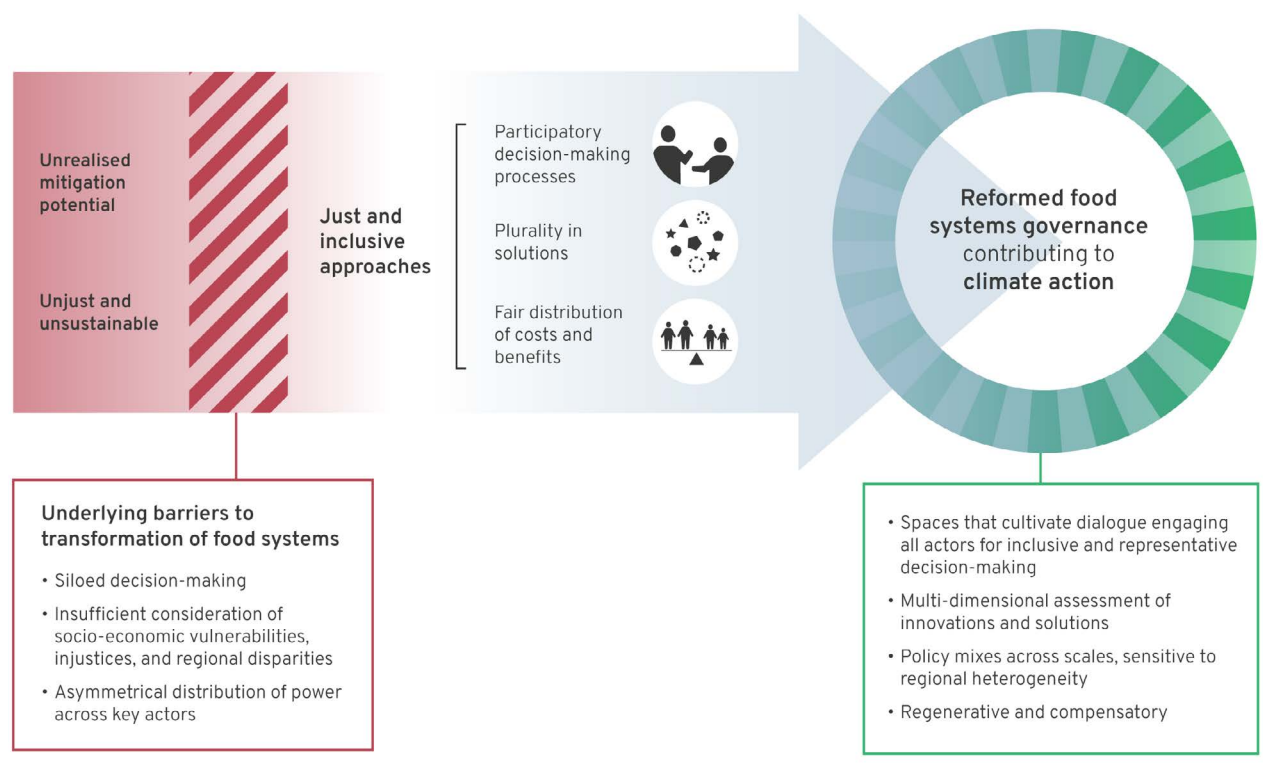 Unrealised
mitigation
potential
Unjust and
unsustainable
Just and
inclusive
approaches
Participatory
decision-making
processes
Plurality in
solutions
Fair distribution
of costs and
benefits
Reformed food
systems governance
contributing to
climate action
Underlying barriers to
transformation of food systems
• Siloed decision-making
• Insufficient consideration of
socio-economic vulnerabilities,
injustices, and regional disparities
• Asymmetrical distribution of power
across key actors
• Spaces that cultivate dialogue engaging
all actors for inclusive and representative
decision-making
• Multi-dimensional assessment of
innovations and solutions
• Policy mixes across scales, sensitive to
regional heterogeneity
• Regenerative and compensatory